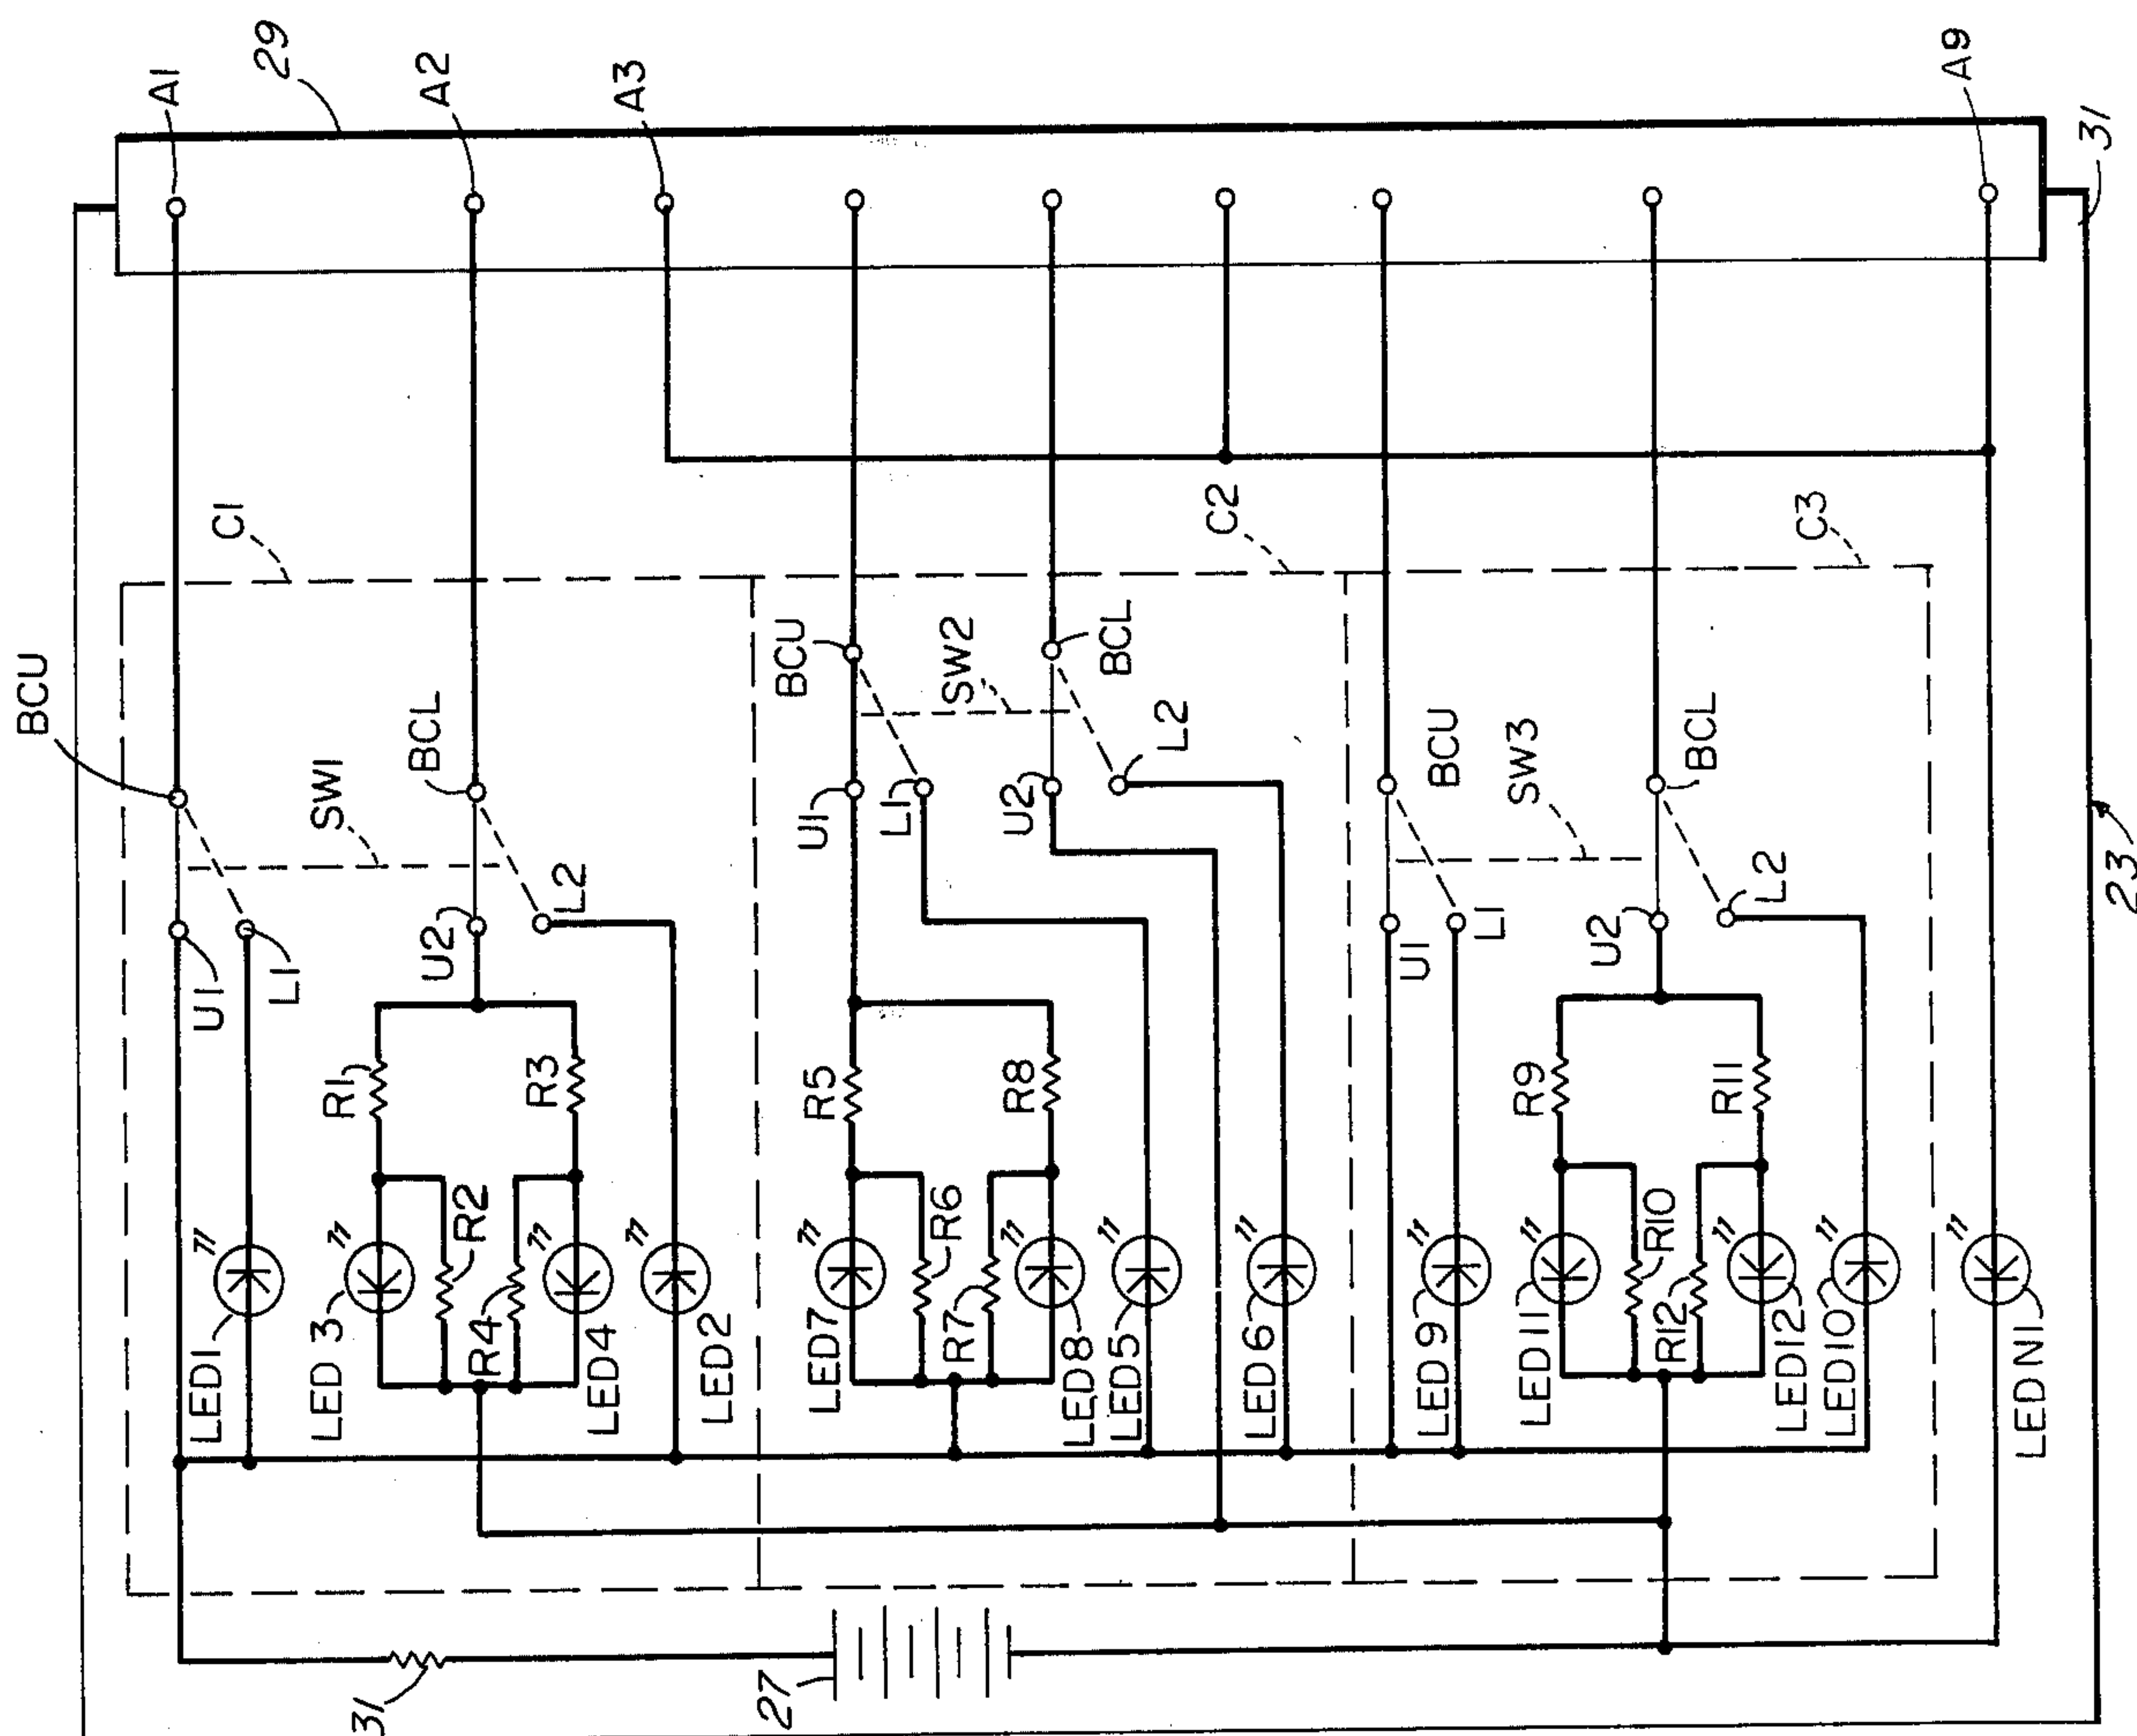 BCU
A1
29
A2
A3
A9
31
C1
C2
C3
SW1
BCL
BCU
SW2
BCL
BCU
SW3
BCL
U1
L1
U2
L2
U1
L1
U2
L2
U1
L1
U2
L2
23
R1
R3
R5
R8
R9
R11
R2
R4
R6
R7
R10
R12
LED1
LED 3
LED4
LED2
LED7
LED8
LED5
LED6
LED9
LED11
LED12
LED10
LED N1
31
27